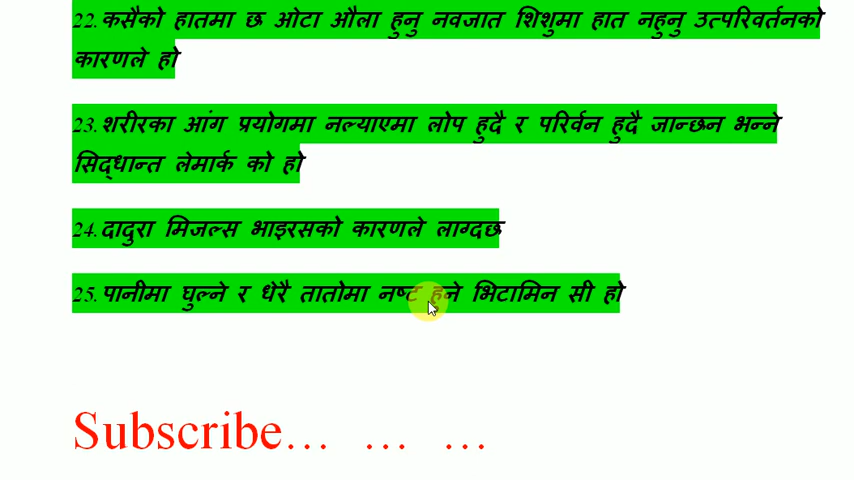 22. कसैको हातमा छ ओटा औला हुनु नवजात शिशुमा हात नहुनु उत्परिवर्तनको
कारणले हो
23. शरीरका आंग प्रयोगमा नल्याएमा लोप हुदै र परिर्वन हुदै जान्छन भन्ने
सिद्धान्त लेमार्क को हो
24. दादुरा मिजल्स भाइरसको कारणले लाग्दछ
25. पानीमा घुल्ने र धेरै तातोमा नष्ट हुने भिटामिन सी हो
Subscribe... ... ...